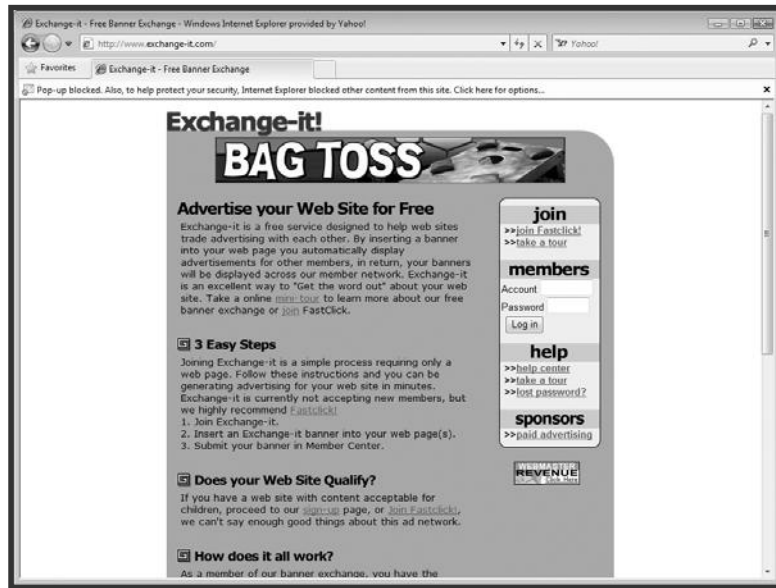 Exchange-it - Free Banner Exchange - Windows Internet Explorer provided by Yahoo!
http://www.exchange-it.com/
Yahoo!
Favorites
Exchange-it - Free Banner Exchange
Pop-up blocked. Also, to help protect your security, Internet Explorer blocked other content from this site. Click here for options...
Exchange-it!
BAG TOSS
Advertise your Web Site for Free
Exchange-it is a free service designed to help web sites
trade advertising with each other. By inserting a banner
into your web page you automatically display
advertisements for other members, in return, your banners
will be displayed across our member network. Exchange-it
is an excellent way to "Get the word out" about your web
site. Take a online mini-tour to learn more about our free
banner exchange or join FastClick.
3 Easy Steps
Joining Exchange-it is a simple process requiring only a
web page. Follow these instructions and you can be
generating advertising for your web site in minutes.
Exchange-it is currently not accepting new members, but
we highly recommend Fastclick!
1. Join Exchange-it.
2. Insert an Exchange-it banner into your web page(s).
3. Submit your banner in Member Center.
Does your Web Site Qualify?
If you have a web site with content acceptable for
children, proceed to our sign-up page, or Join Fastclick!,
we can't say enough good things about this ad network.
How does it all work?
As a member of our banner exchange, you have the
join
>>join Fastclick!
>>take a tour
members
Account
Password
Log in
help
>>help center
>>take a tour
>>lost password?
sponsors
>>paid advertising
WEBMASTER
REVENUE
Click Here